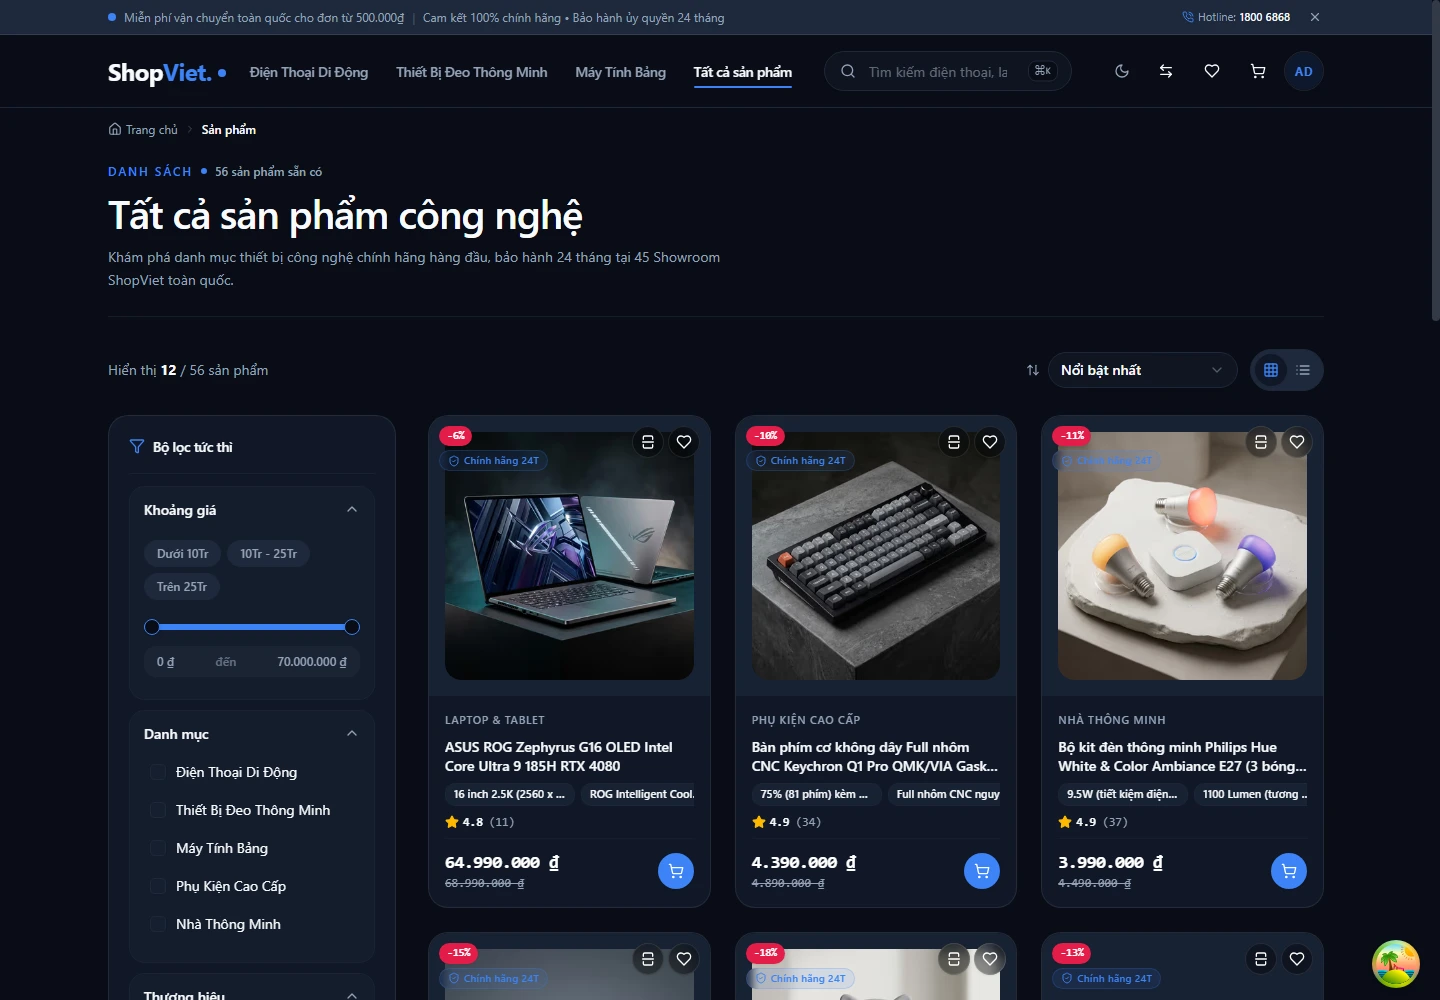 Miễn phí vận chuyển toàn quốc cho đơn từ 500.000₫ | Cam kết 100% chính hãng • Bảo hành ủy quyền 24 tháng
Hotline: 1800 6868
ShopViet.
Điện Thoại Di Động
Thiết Bị Đeo Thông Minh
Máy Tính Bảng
Tất cả sản phẩm
Tìm kiếm điện thoại, la
⌘K
AD
Trang chủ
Sản phẩm
DANH SÁCH • 56 sản phẩm sẵn có
Tất cả sản phẩm công nghệ
Khám phá danh mục thiết bị công nghệ chính hãng hàng đầu, bảo hành 24 tháng tại 45 Showroom
ShopViet toàn quốc.
Hiển thị 12 / 56 sản phẩm
Nổi bật nhất
Bộ lọc tức thì
Khoảng giá
Dưới 10Tr
10Tr - 25Tr
Trên 25Tr
0 ₫
đến
70.000.000 ₫
Danh mục
Điện Thoại Di Động
Thiết Bị Đeo Thông Minh
Máy Tính Bảng
Phụ Kiện Cao Cấp
Nhà Thông Minh
Thương hiệu
-6%
Chính hãng 24T
LAPTOP & TABLET
ASUS ROG Zephyrus G16 OLED Intel
Core Ultra 9 185H RTX 4080
16 inch 2.5K (2560 x ...
ROG Intelligent Cool.
4.8 (11)
64.990.000 ₫
68.990.000 ₫
-10%
Chính hãng 24T
PHỤ KIỆN CAO CẤP
Bàn phím cơ không dây Full nhôm
CNC Keychron Q1 Pro QMK/VIA Gask...
75% (81 phím) kèm ...
Full nhôm CNC nguy
4.9 (34)
4.390.000 ₫
4.890.000 ₫
-11%
Chính hãng 24T
NHÀ THÔNG MINH
Bộ kit đèn thông minh Philips Hue
White & Color Ambiance E27 (3 bóng...
9.5W (tiết kiệm điện...
1100 Lumen (tương ..
4.9 (37)
3.990.000 ₫
4.490.000 ₫
-15%
Chính hãng 24T
-18%
Chính hãng 24T
-13%
Chính hãng 24T